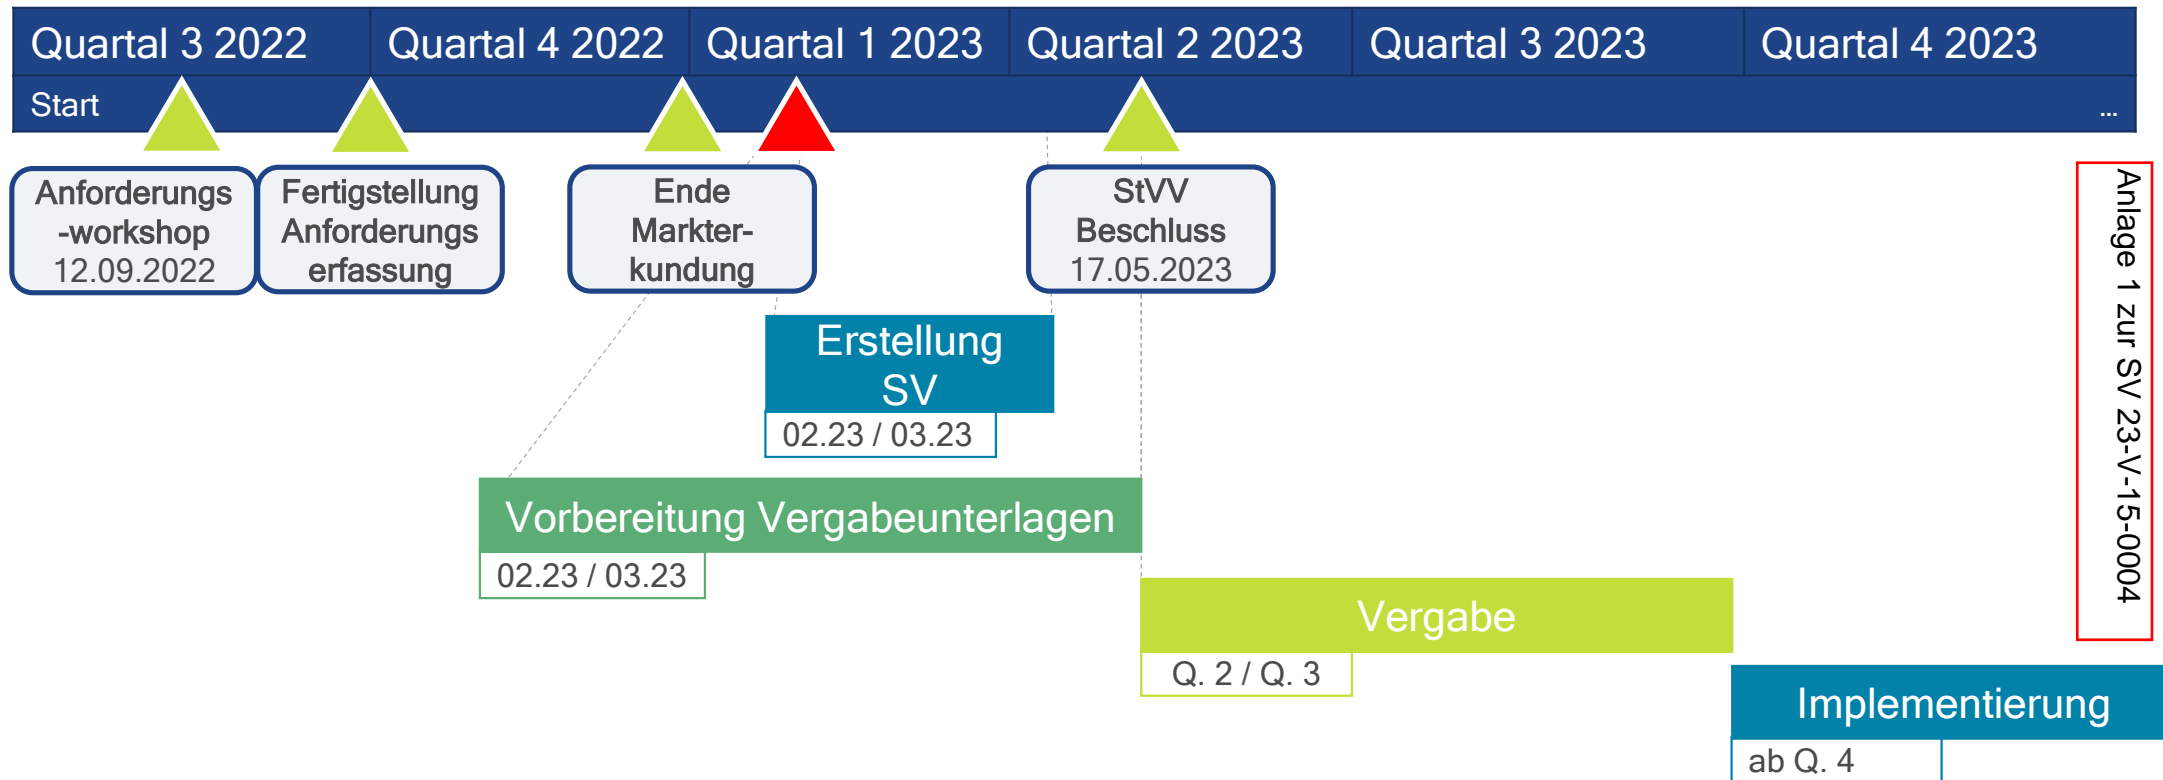 Quartal 3 2022
Quartal 4 2022
Quartal 1 2023
Quartal 2 2023
Quartal 3 2023
Quartal 4 2023
Start
...
Anforderungs
-workshop
12.09.2022
Fertigstellung
Anforderungs
erfassung
Ende
Markter-
kundung
StVV
Beschluss
17.05.2023
Anlage 1 zur SV 23-V-15-0004
Erstellung
SV
02.23 / 03.23
Vorbereitung Vergabeunterlagen
02.23 / 03.23
Vergabe
Q. 2 / Q. 3
Implementierung
ab Q. 4